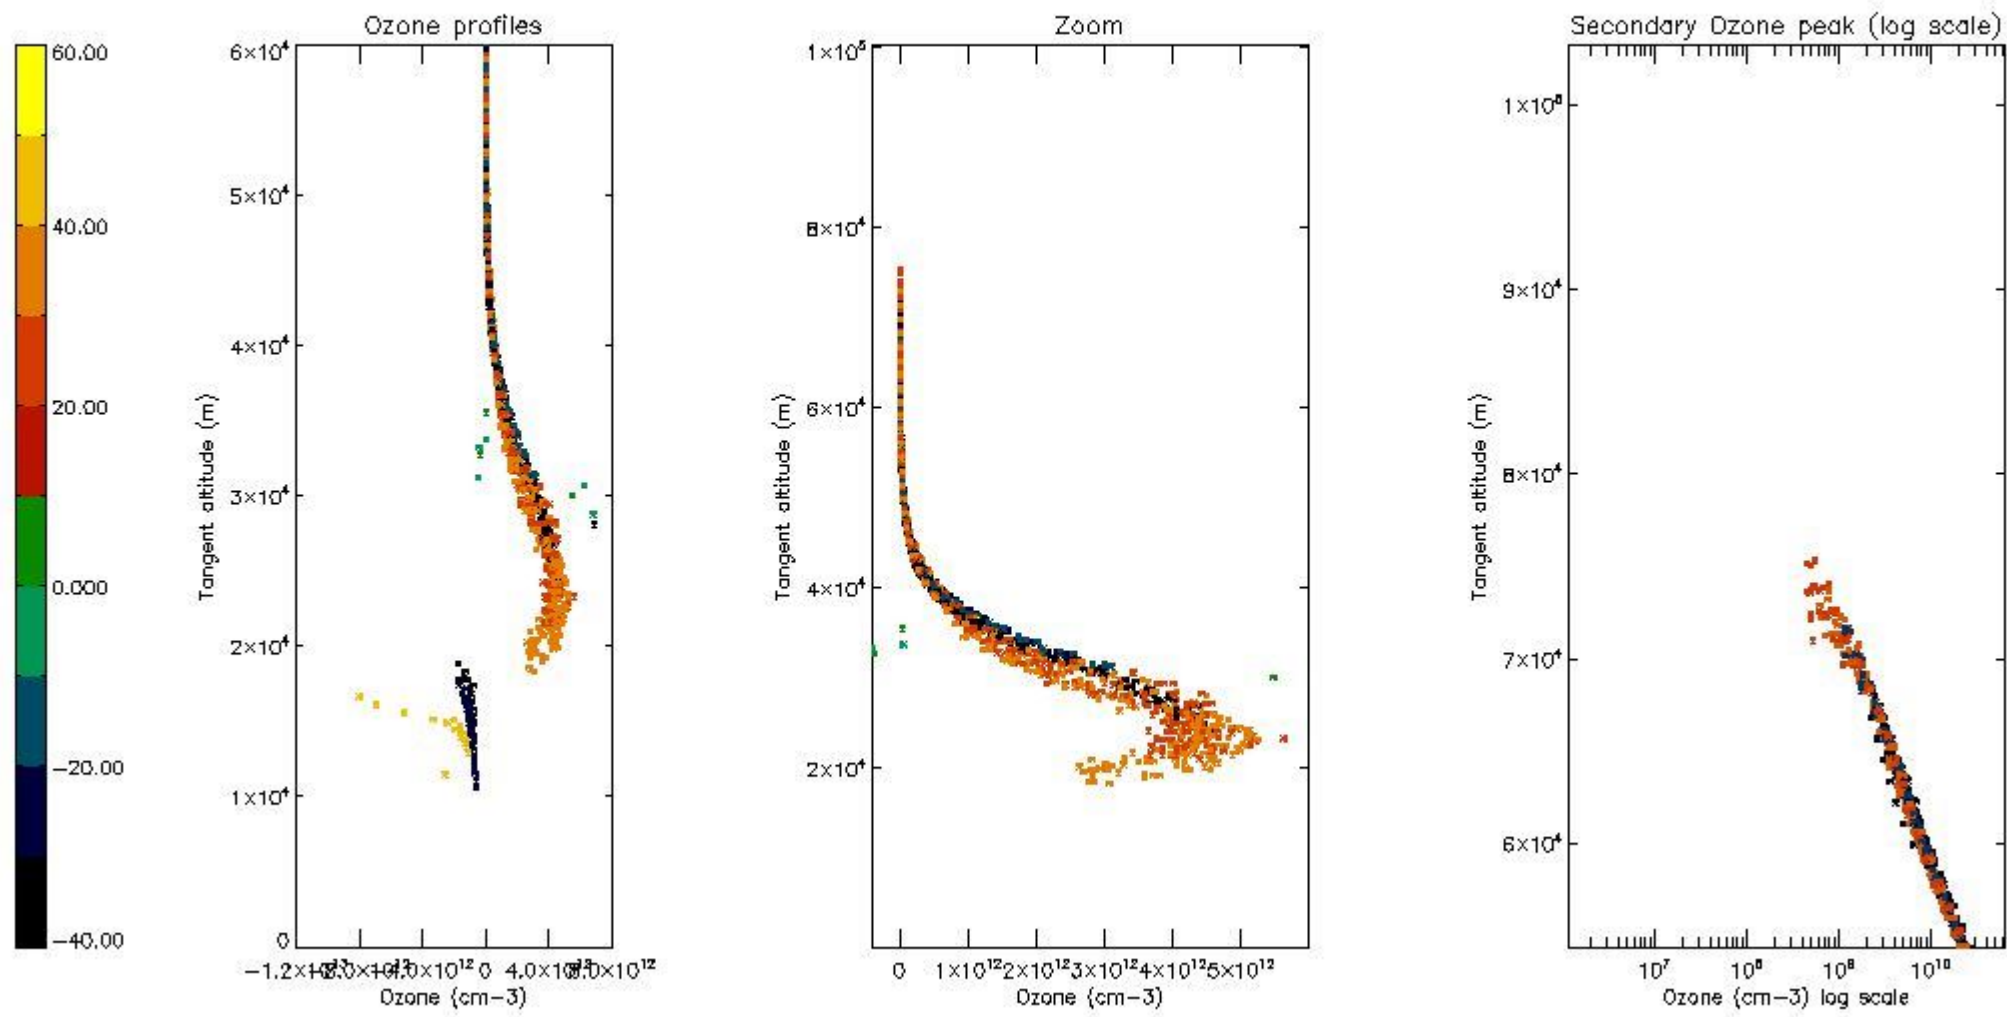 60.00
40.00
20.00
0.000
−20.00
−40.00
Ozone profiles
6×10⁴
5×10⁴
4×10⁴
3×10⁴
2×10⁴
1×10⁴
0
Tangent altitude (m)
0
Ozone (cm−3)
Zoom
1×10⁵
8×10⁴
6×10⁴
4×10⁴
2×10⁴
Tangent altitude (m)
0 1×10¹² 2×10¹² 3×10¹² 4×10¹² 5×10¹²
Ozone (cm−3)
Secondary Ozone peak (log scale)
1×10⁵
9×10⁴
8×10⁴
7×10⁴
6×10⁴
Tangent altitude (m)
10⁷ 10⁸ 10⁹ 10¹⁰
Ozone (cm−3) log scale